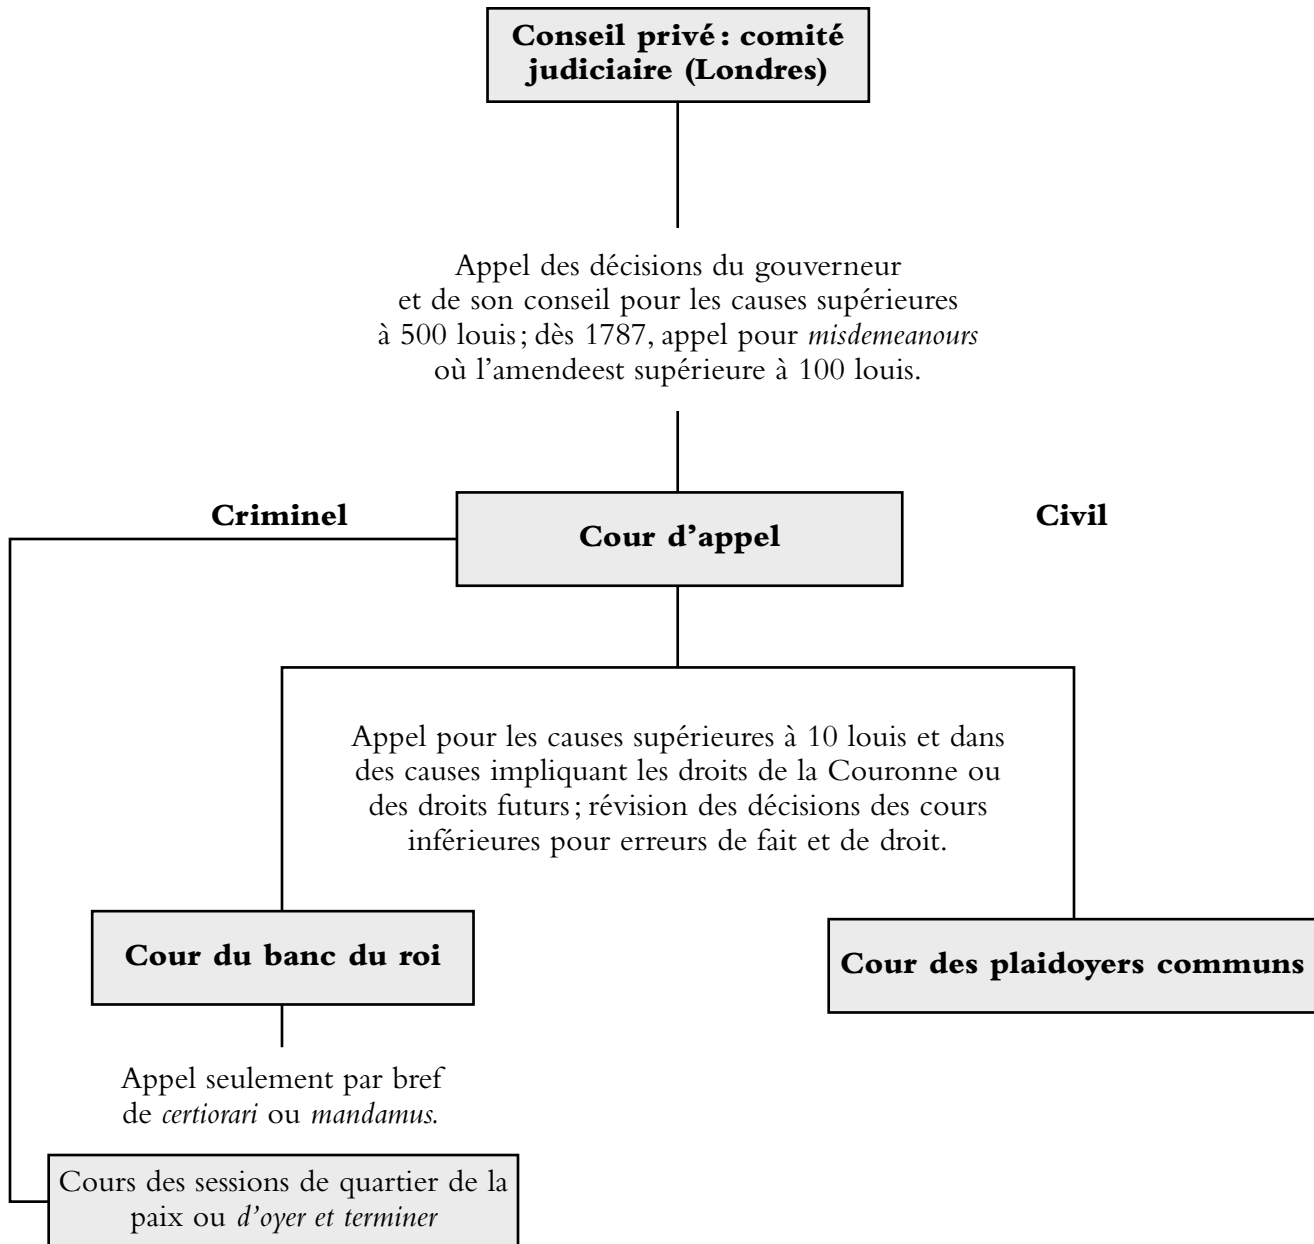 Conseil privé : comité
judiciaire (Londres)
Appel des décisions du gouverneur
et de son conseil pour les causes supérieures
à 500 louis ; dès 1787, appel pour misdemeanours
où l’amendeest supérieure à 100 louis.
Criminel
Cour d’appel
Civil
Appel pour les causes supérieures à 10 louis et dans
des causes impliquant les droits de la Couronne ou
des droits futurs ; révision des décisions des cours
inférieures pour erreurs de fait et de droit.
Cour du banc du roi
Cour des plaidoyers communs
Appel seulement par bref
de certiorari ou mandamus.
Cours des sessions de quartier de la
paix ou d’oyer et terminer